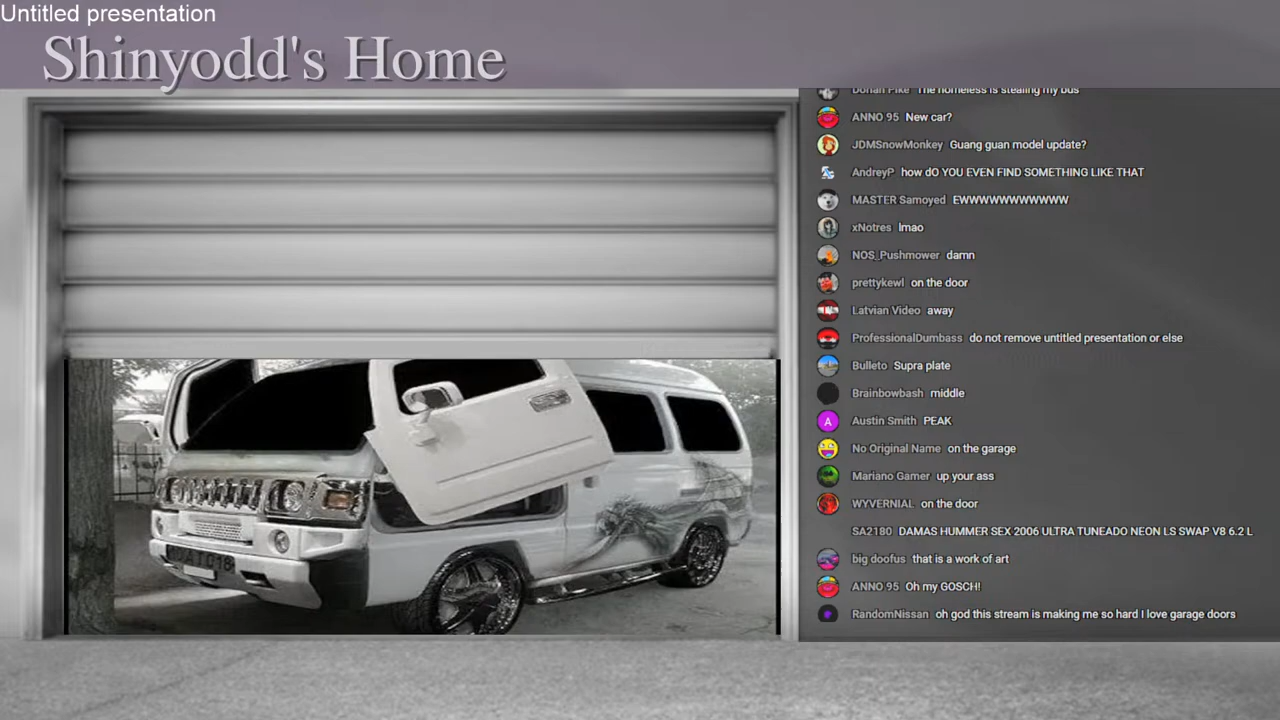 Untitled presentation
Shinyodd's Home
Dorian Pike The homeless is stealing my bus
ANNO 95 New car?
JDMSnowMonkey Guang guan model update?
AndreyP how dO YOU EVEN FIND SOMETHING LIKE THAT
MASTER Samoyed EWWWWWWWWWWW
xNotres lmao
NOS_Pushmower damn
prettykewl on the door
Latvian Video away
ProfessionalDumbass do not remove untitled presentation or else
Bulleto Supra plate
Brainbowbash middle
A Austin Smith PEAK
No Original Name on the garage
Mariano Gamer up your ass
WYVERNIAL on the door
SA2180 DAMAS HUMMER SEX 2006 ULTRA TUNEADO NEON LS SWAP V8 6.2 L
big doofus that is a work of art
ANNO 95 Oh my GOSCH!
RandomNissan oh god this stream is making me so hard I love garage doors